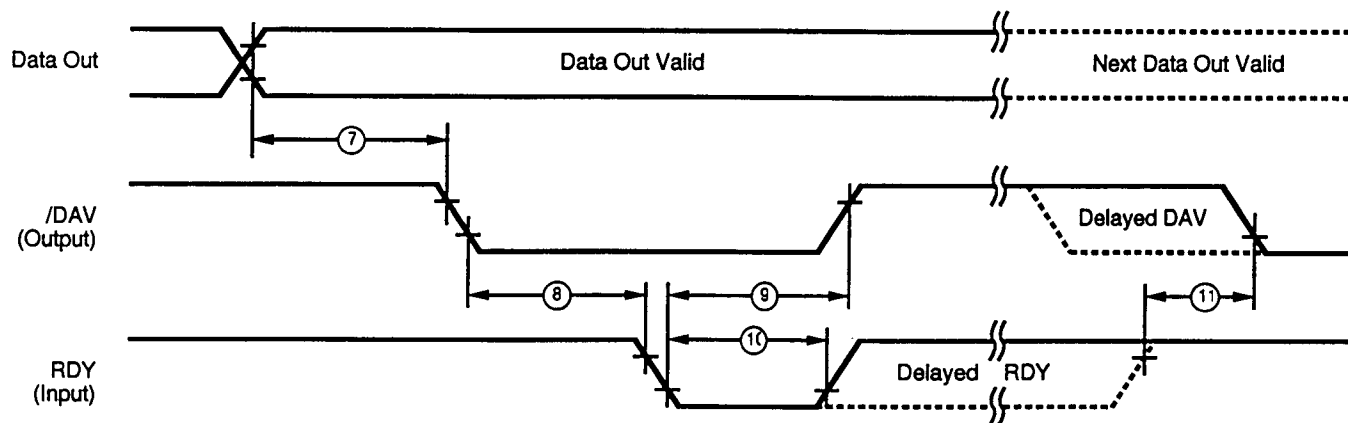 Data Out
Data Out Valid
Next Data Out Valid
7
/DAV
(Output)
Delayed DAV
8
9
11
10
RDY
(Input)
Delayed RDY